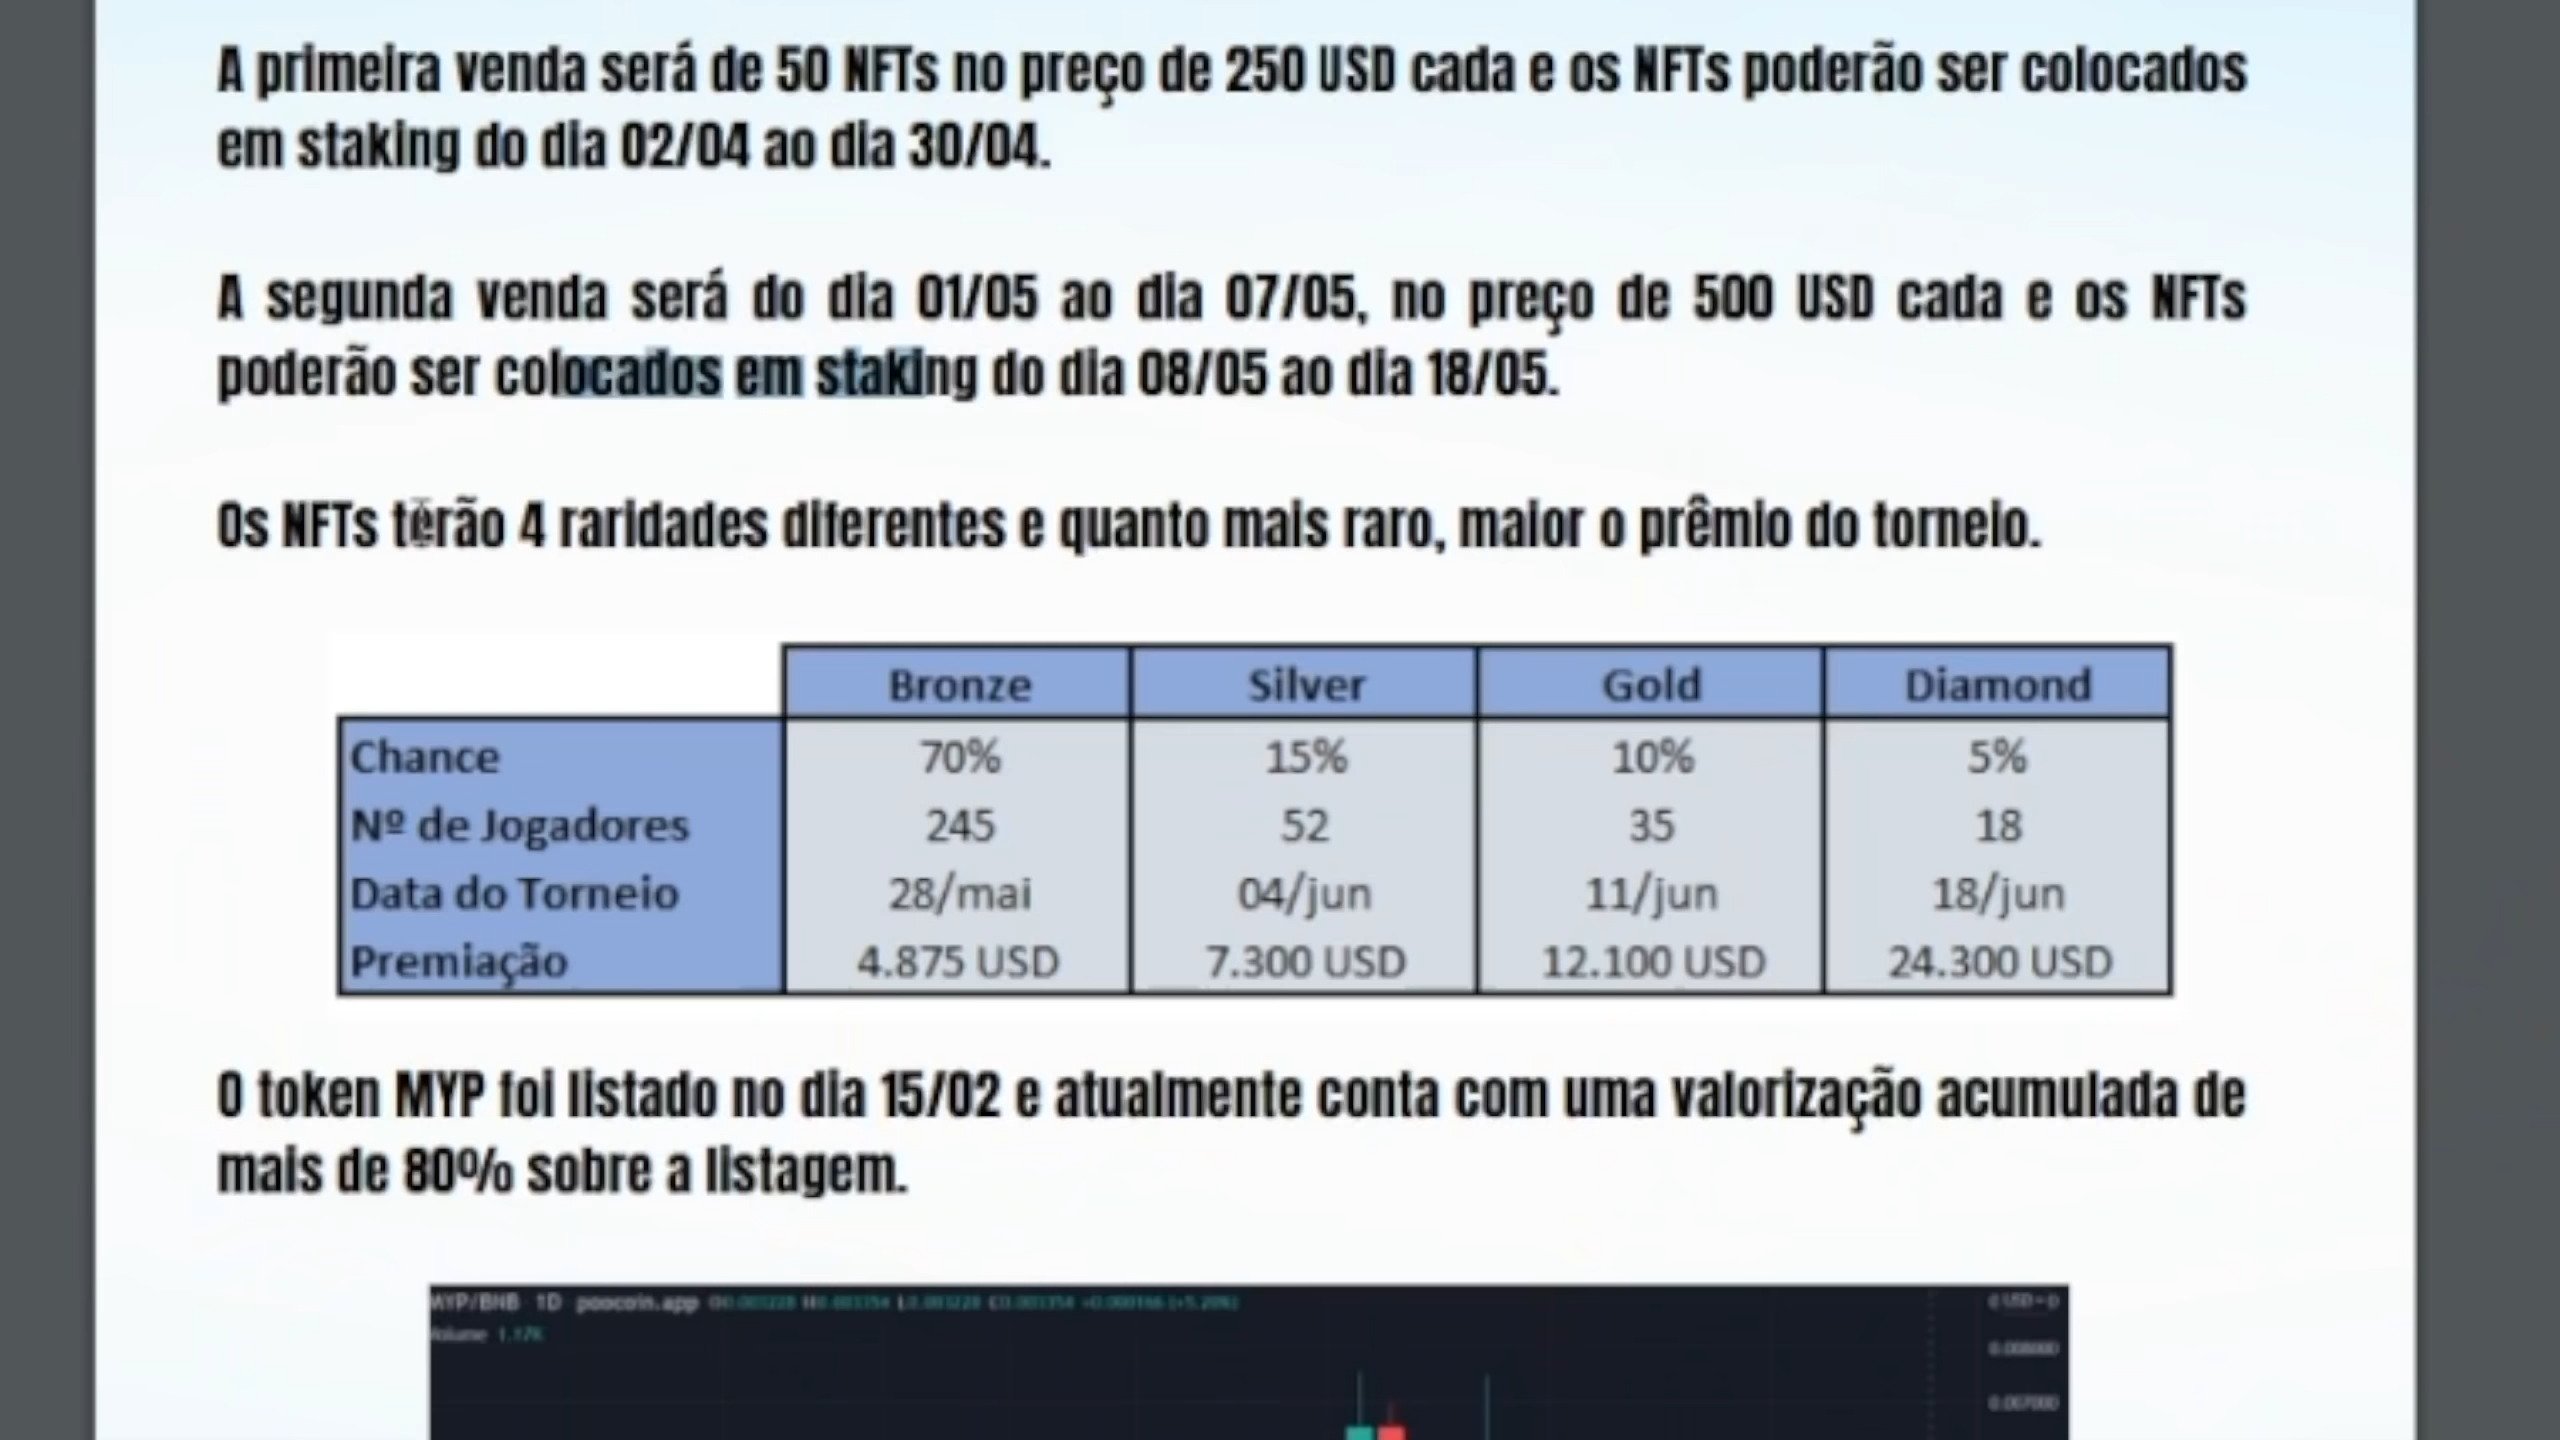 A primeira venda será de 50 NFTs no preço de 250 USD cada e os NFTs poderão ser colocados
em staking do dia 02/04 ao dia 30/04.
A segunda venda será do dia 01/05 ao dia 07/05, no preço de 500 USD cada e os NFTs
poderão ser colocados em staking do dia 08/05 ao dia 18/05.
Os NFTs terão 4 raridades diferentes e quanto mais raro, maior o prêmio do torneio.
Bronze Silver Gold Diamond
Chance 70% 15% 10% 5%
Nº de Jogadores 245 52 35 18
Data do Torneio 28/mai 04/jun 11/jun 18/jun
Premiação 4.875 USD 7.300 USD 12.100 USD 24.300 USD
O token MYP foi listado no dia 15/02 e atualmente conta com uma valorização acumulada de
mais de 80% sobre a listagem.
MYP/BNB 1D poocoin.app
Volume 1.17K
0.008000
0.007000